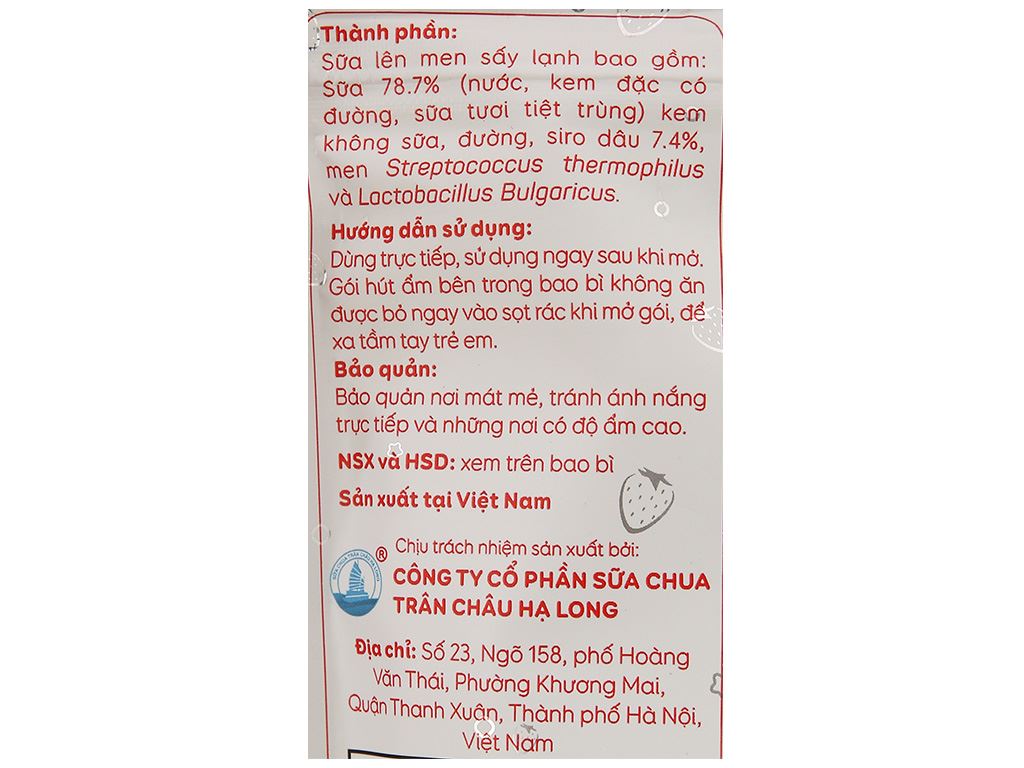 Thành phần:
Sữa lên men sấy lạnh bao gồm:
Sữa 78.7% (nước, kem đặc có
đường, sữa tươi tiệt trùng) kem
không sữa, đường, siro dâu 7.4%,
men Streptococcus thermophilus
và Lactobacillus Bulgaricus.
Hướng dẫn sử dụng:
Dùng trực tiếp, sử dụng ngay sau khi mở.
Gói hút ẩm bên trong bao bì không ăn
được bỏ ngay vào sọt rác khi mở gói, để
xa tầm tay trẻ em.
Bảo quản:
Bảo quản nơi mát mẻ, tránh ánh nắng
trực tiếp và những nơi có độ ẩm cao.
NSX và HSD: xem trên bao bì
Sản xuất tại Việt Nam
SỮA CHUA TRÂN CHÂU HẠ LONG
®
Chịu trách nhiệm sản xuất bởi:
CÔNG TY CỔ PHẦN SỮA CHUA
TRÂN CHÂU HẠ LONG
Địa chỉ: Số 23, Ngõ 158, phố Hoàng
Văn Thái, Phường Khương Mai,
Quận Thanh Xuân, Thành phố Hà Nội,
Việt Nam